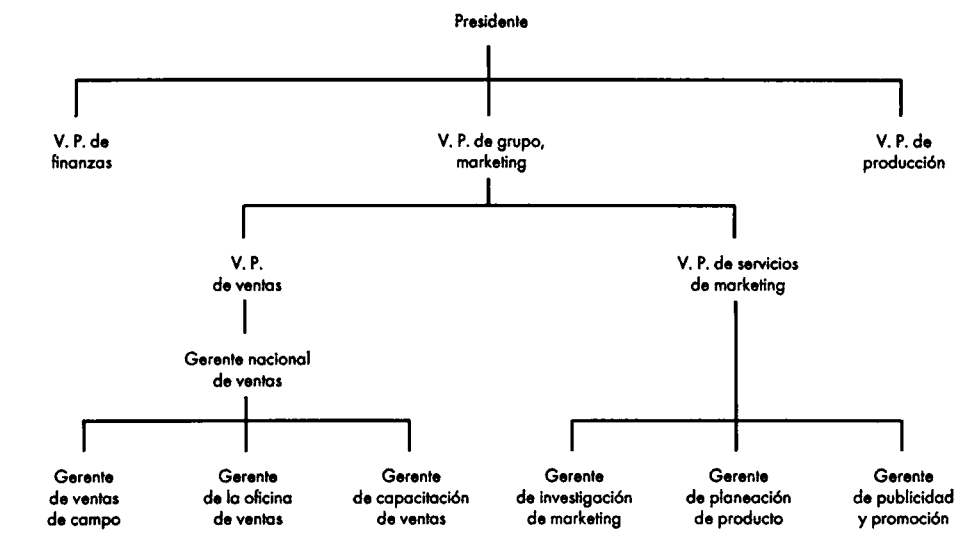 Presidente
V. P. de
finanzas
V. P. de grupo,
marketing
V. P. de
producción
V. P.
de ventas
V. P. de servicios
de marketing
Gerente nacional
de ventas
Gerente
de ventas
de campo
Gerente
de la oficina
de ventas
Gerente
de capacitación
de ventas
Gerente
de investigación
de marketing
Gerente
de planeación
de producto
Gerente
de publicidad
y promoción